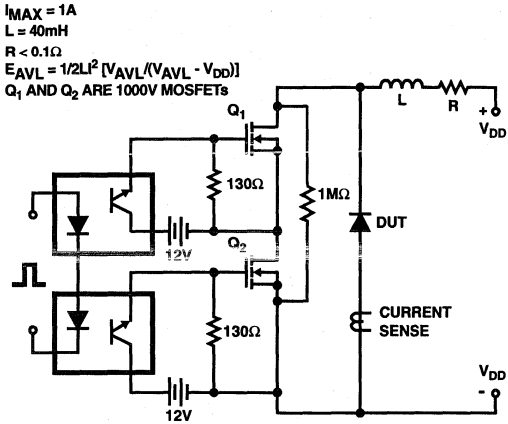 IMAX = 1A
L = 40mH
R < 0.1Ω
EAVL = 1/2LI² [VAVL/(VAVL - VDD)]
Q1 AND Q2 ARE 1000V MOSFETs
Q1
L
R
+
VDD
130Ω
1MΩ
DUT
12V
Q2
130Ω
CURRENT
SENSE
VDD
-
12V